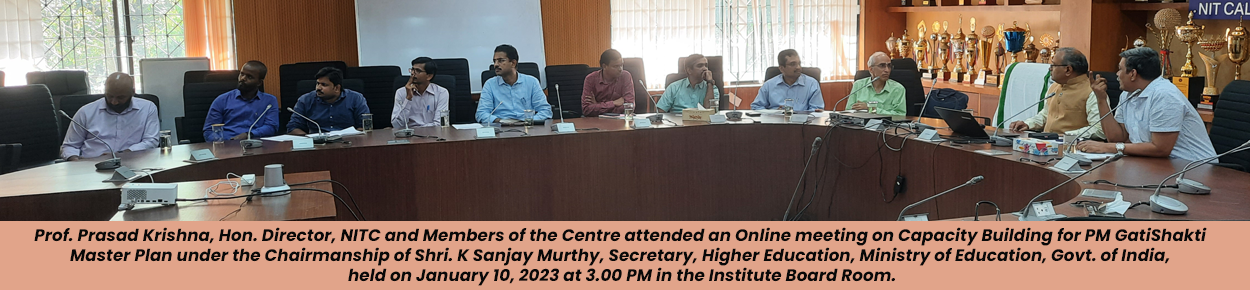 NIT CAL
Prof. Prasad Krishna, Hon. Director, NITC and Members of the Centre attended an Online meeting on Capacity Building for PM GatiShakti
Master Plan under the Chairmanship of Shri. K Sanjay Murthy, Secretary, Higher Education, Ministry of Education, Govt. of India,
held on January 10, 2023 at 3.00 PM in the Institute Board Room.